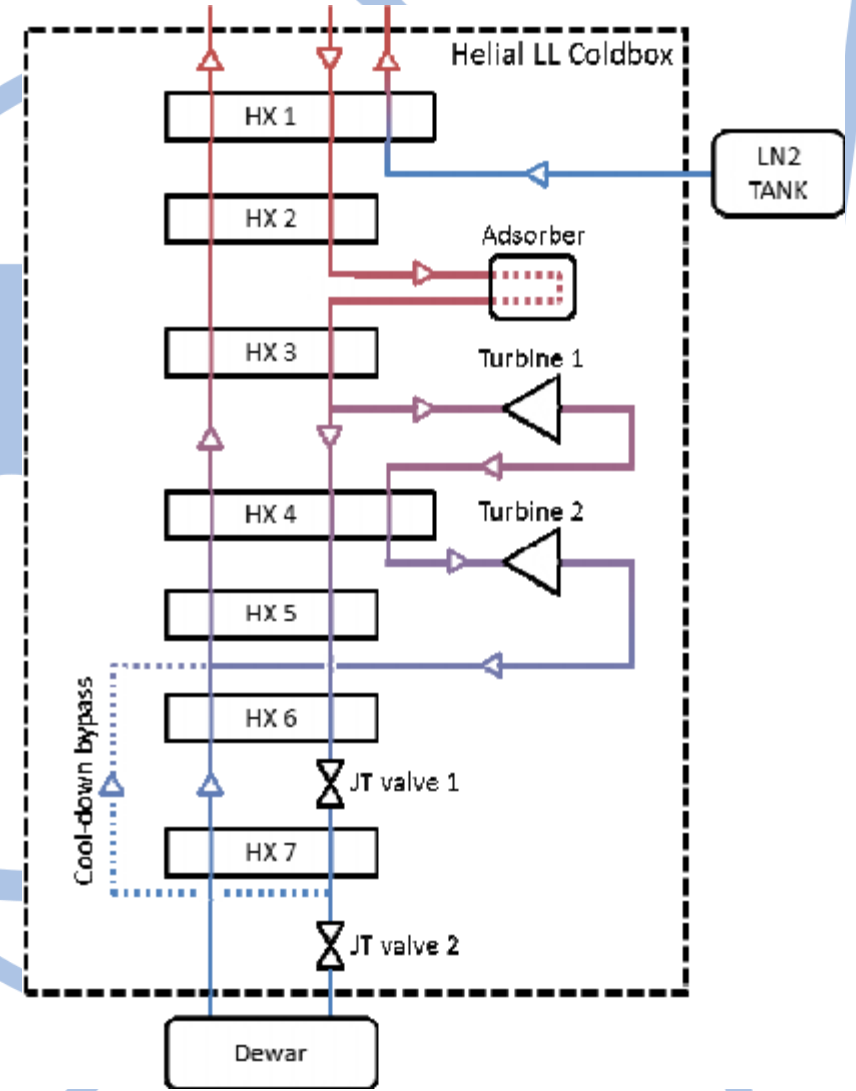 Helial LL Coldbox
HX 1
LN2
TANK
HX 2
Adsorber
HX 3
Turbine 1
HX 4
Turbine 2
HX 5
Cool-down bypass
HX 6
JT valve 1
HX 7
JT valve 2
Dewar